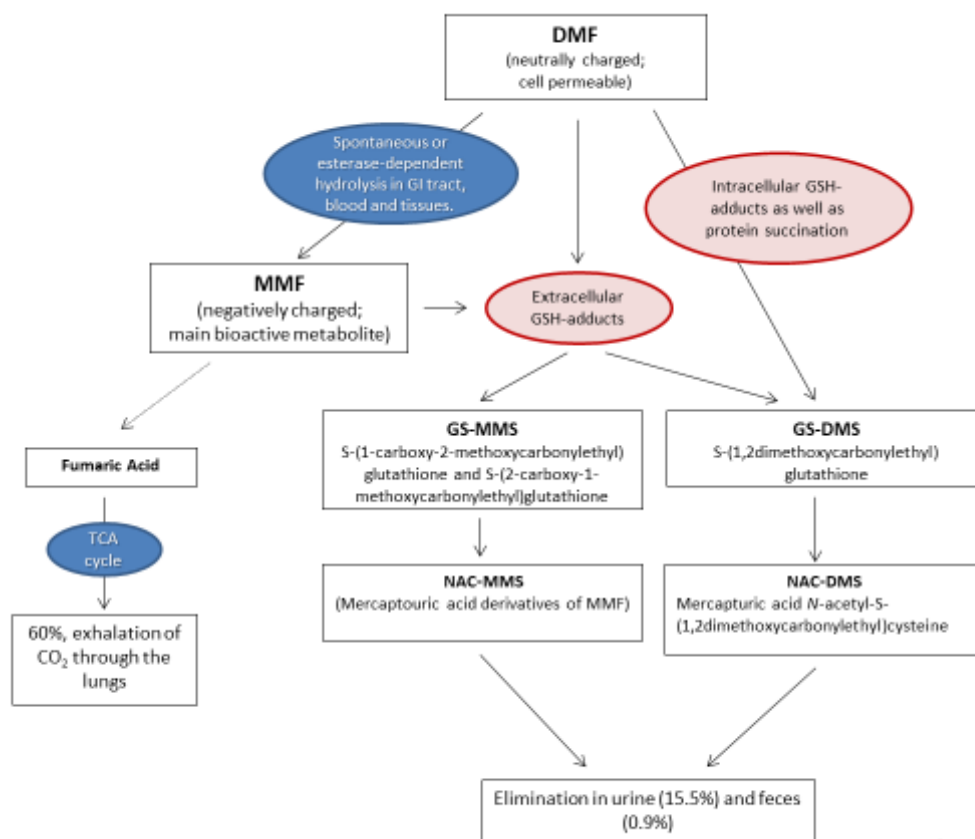 DMF
(neutrally charged;
cell permeable)
Spontaneous or
esterase-dependent
hydrolysis in GI tract,
blood and tissues.
Intracellular GSH-
adducts as well as
protein succination
MMF
(negatively charged;
main bioactive metabolite)
Extracellular
GSH-adducts
GS-MMS
S-(1-carboxy-2-methoxycarbonylethyl)
glutathione and S-(2-carboxy-1-
methoxycarbonylethyl)glutathione
GS-DMS
S-(1,2dimethoxycarbonylethyl)
glutathione
Fumaric Acid
TCA
cycle
NAC-MMS
(Mercaptouric acid derivatives of MMF)
NAC-DMS
Mercapturic acid N-acetyl-S-
(1,2dimethoxycarbonylethyl)cysteine
60%, exhalation of
CO₂ through the
lungs
Elimination in urine (15.5%) and feces
(0.9%)